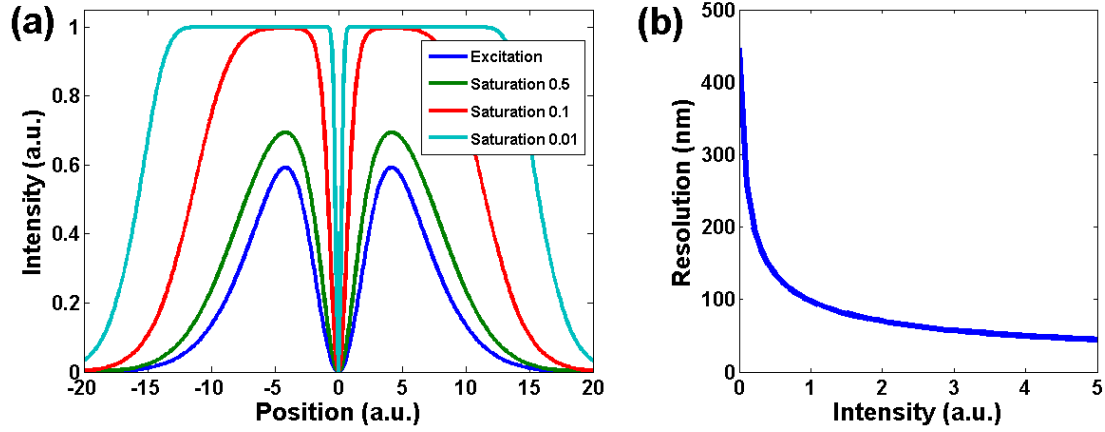 (a)
Intensity (a.u.)
1
0.8
0.6
0.4
0.2
0
-20 -15 -10 -5 0 5 10 15 20
Position (a.u.)
Excitation
Saturation 0.5
Saturation 0.1
Saturation 0.01
(b)
Resolution (nm)
500
400
300
200
100
0
0 1 2 3 4 5
Intensity (a.u.)